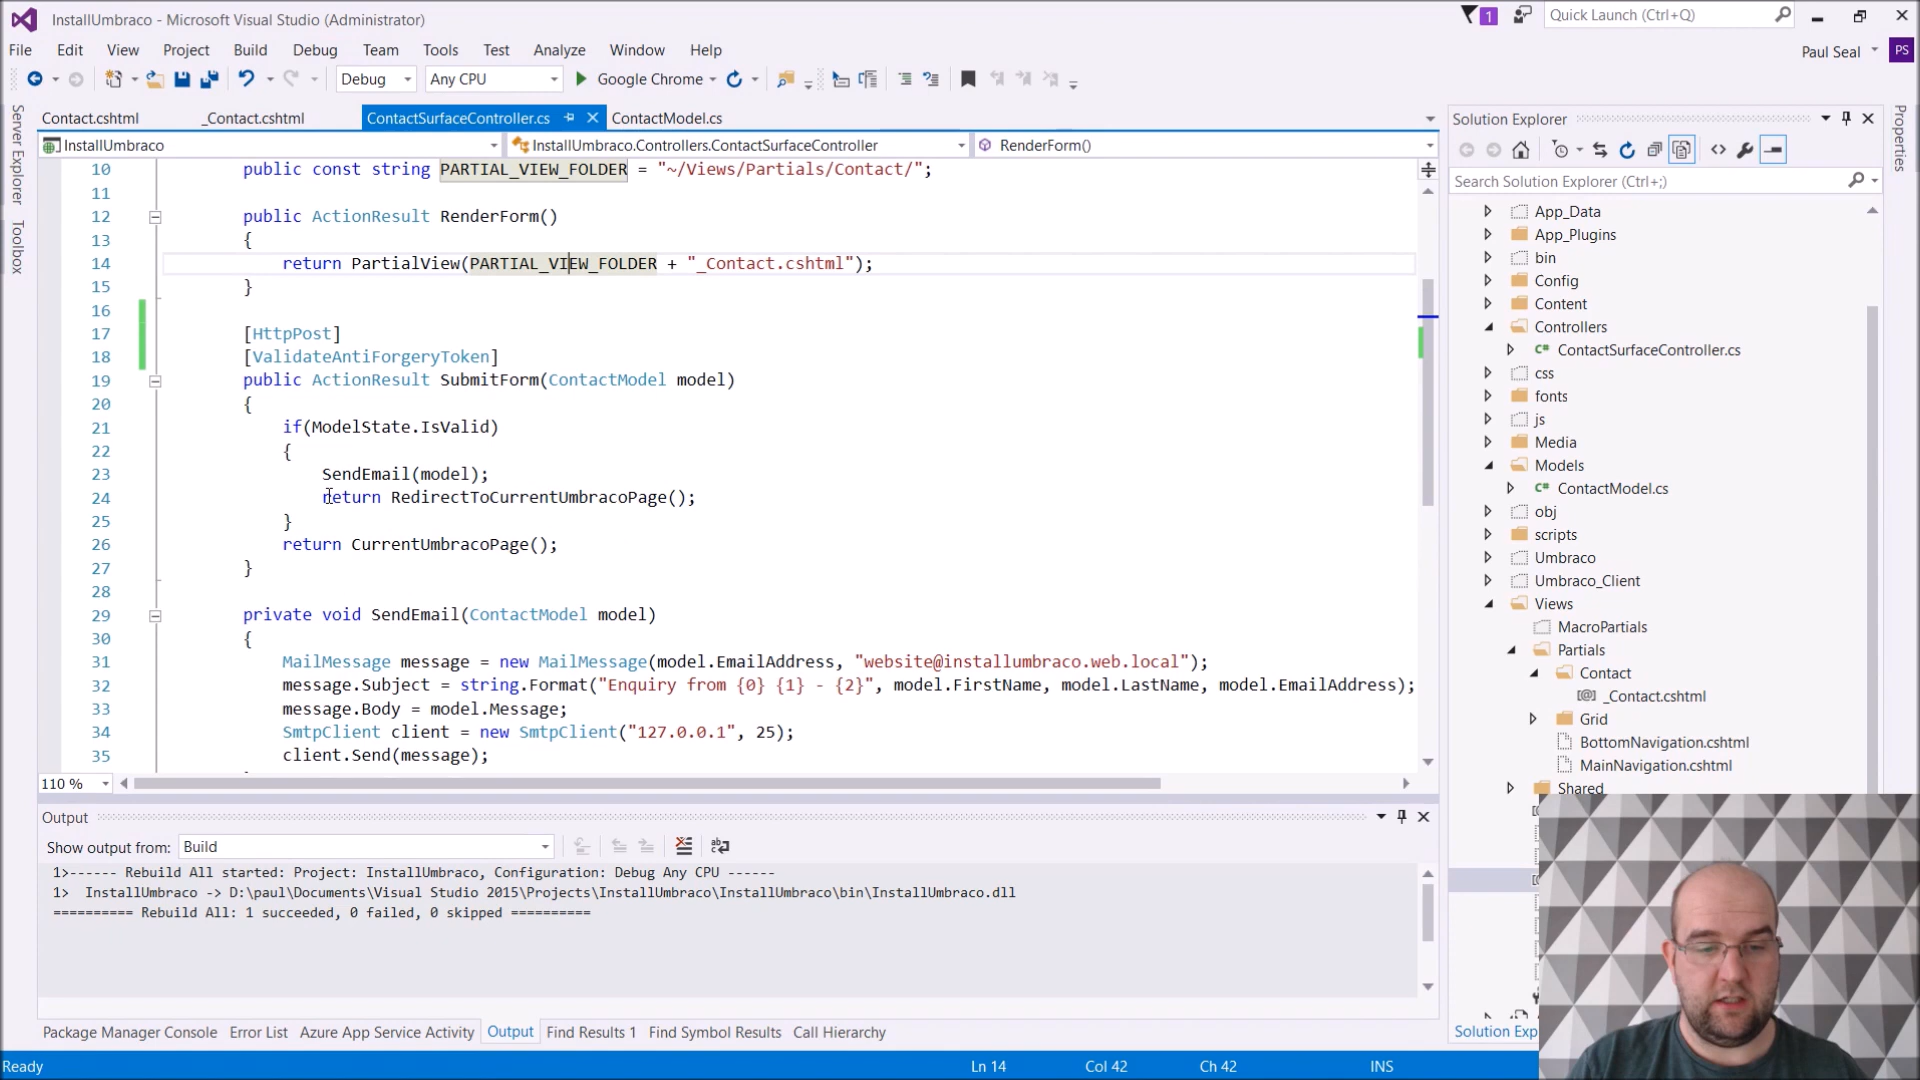 InstallUmbraco - Microsoft Visual Studio (Administrator)
1
Quick Launch (Ctrl+Q)
File Edit View Project Build Debug Team Tools Test Analyze Window Help
Paul Seal
PS
Debug
Any CPU
Google Chrome
Server Explorer
Toolbox
Contact.cshtml
_Contact.cshtml
ContactSurfaceController.cs
ContactModel.cs
InstallUmbraco
InstallUmbraco.Controllers.ContactSurfaceController
RenderForm()
10 public const string PARTIAL_VIEW_FOLDER = "~/Views/Partials/Contact/";
11
12 public ActionResult RenderForm()
13 {
14 return PartialView(PARTIAL_VIEW_FOLDER + "_Contact.cshtml");
15 }
16
17 [HttpPost]
18 [ValidateAntiForgeryToken]
19 public ActionResult SubmitForm(ContactModel model)
20 {
21 if(ModelState.IsValid)
22 {
23 SendEmail(model);
24 return RedirectToCurrentUmbracoPage();
25 }
26 return CurrentUmbracoPage();
27 }
28
29 private void SendEmail(ContactModel model)
30 {
31 MailMessage message = new MailMessage(model.EmailAddress, "website@installumbraco.web.local");
32 message.Subject = string.Format("Enquiry from {0} {1} - {2}", model.FirstName, model.LastName, model.EmailAddress);
33 message.Body = model.Message;
34 SmtpClient client = new SmtpClient("127.0.0.1", 25);
35 client.Send(message);
110 %
Output
Show output from:
Build
1>------ Rebuild All started: Project: InstallUmbraco, Configuration: Debug Any CPU ------
1>  InstallUmbraco -> D:\paul\Documents\Visual Studio 2015\Projects\InstallUmbraco\InstallUmbraco\bin\InstallUmbraco.dll
========== Rebuild All: 1 succeeded, 0 failed, 0 skipped ==========
Package Manager Console
Error List
Azure App Service Activity
Output
Find Results 1
Find Symbol Results
Call Hierarchy
Ready
Ln 14
Col 42
Ch 42
INS
Solution Explorer
Search Solution Explorer (Ctrl+;)
App_Data
App_Plugins
bin
Config
Content
Controllers
C# ContactSurfaceController.cs
css
fonts
js
Media
Models
C# ContactModel.cs
obj
scripts
Umbraco
Umbraco_Client
Views
MacroPartials
Partials
Contact
_Contact.cshtml
Grid
BottomNavigation.cshtml
MainNavigation.cshtml
Shared
Solution Exp
Properties